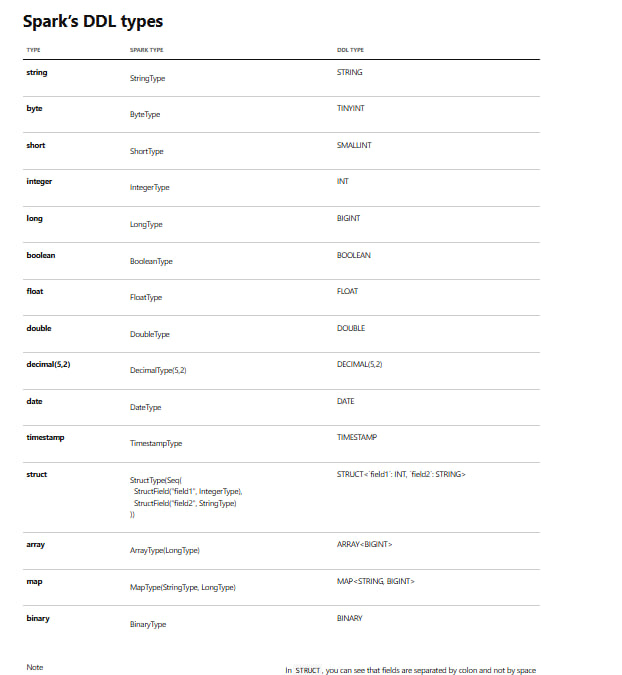 Spark's DDL types
TYPE SPARK TYPE DDL TYPE
string StringType STRING
byte ByteType TINYINT
short ShortType SMALLINT
integer IntegerType INT
long LongType BIGINT
boolean BooleanType BOOLEAN
float FloatType FLOAT
double DoubleType DOUBLE
decimal(5,2) DecimalType(5,2) DECIMAL(5,2)
date DateType DATE
timestamp TimestampType TIMESTAMP
struct StructType(Seq( STRUCT<`field1`: INT, `field2`: STRING>
StructField("field1", IntegerType),
StructField("field2", StringType)
))
array ArrayType(LongType) ARRAY<BIGINT>
map MapType(StringType, LongType) MAP<STRING, BIGINT>
binary BinaryType BINARY
Note In STRUCT, you can see that fields are separated by colon and not by space